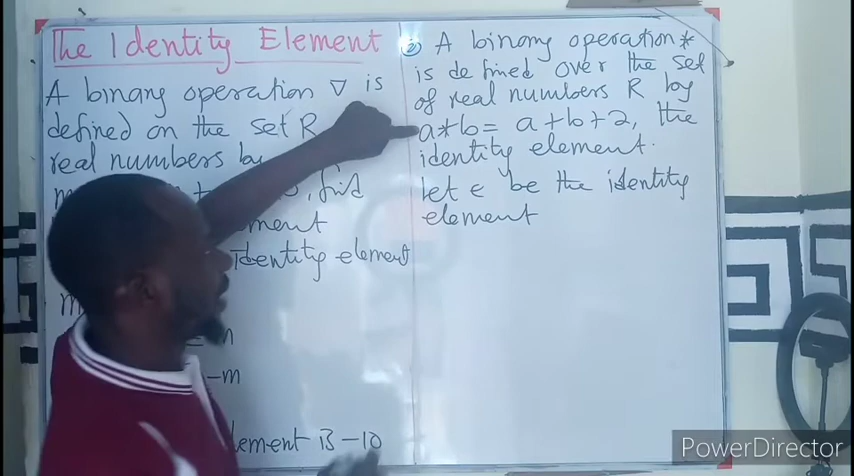 The Identity Element
A binary operation ∇ is
defined on the set R
real numbers by
find
ement
identity element
m
n
-m
lement is -10
② A binary operation *
is defined over the set
of real numbers R by
a*b = a+b+2, the
identity element.
let e be the identity
element
PowerDirector